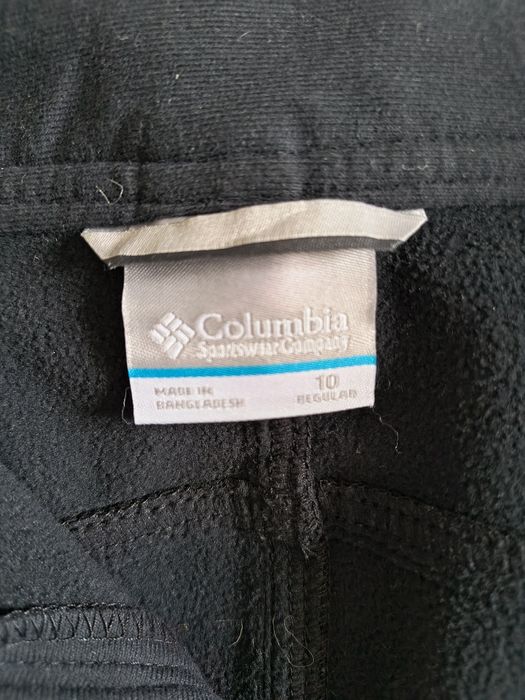 Columbia
Sportswear Company
MADE IN
BANGLADESH
10
REGULAR